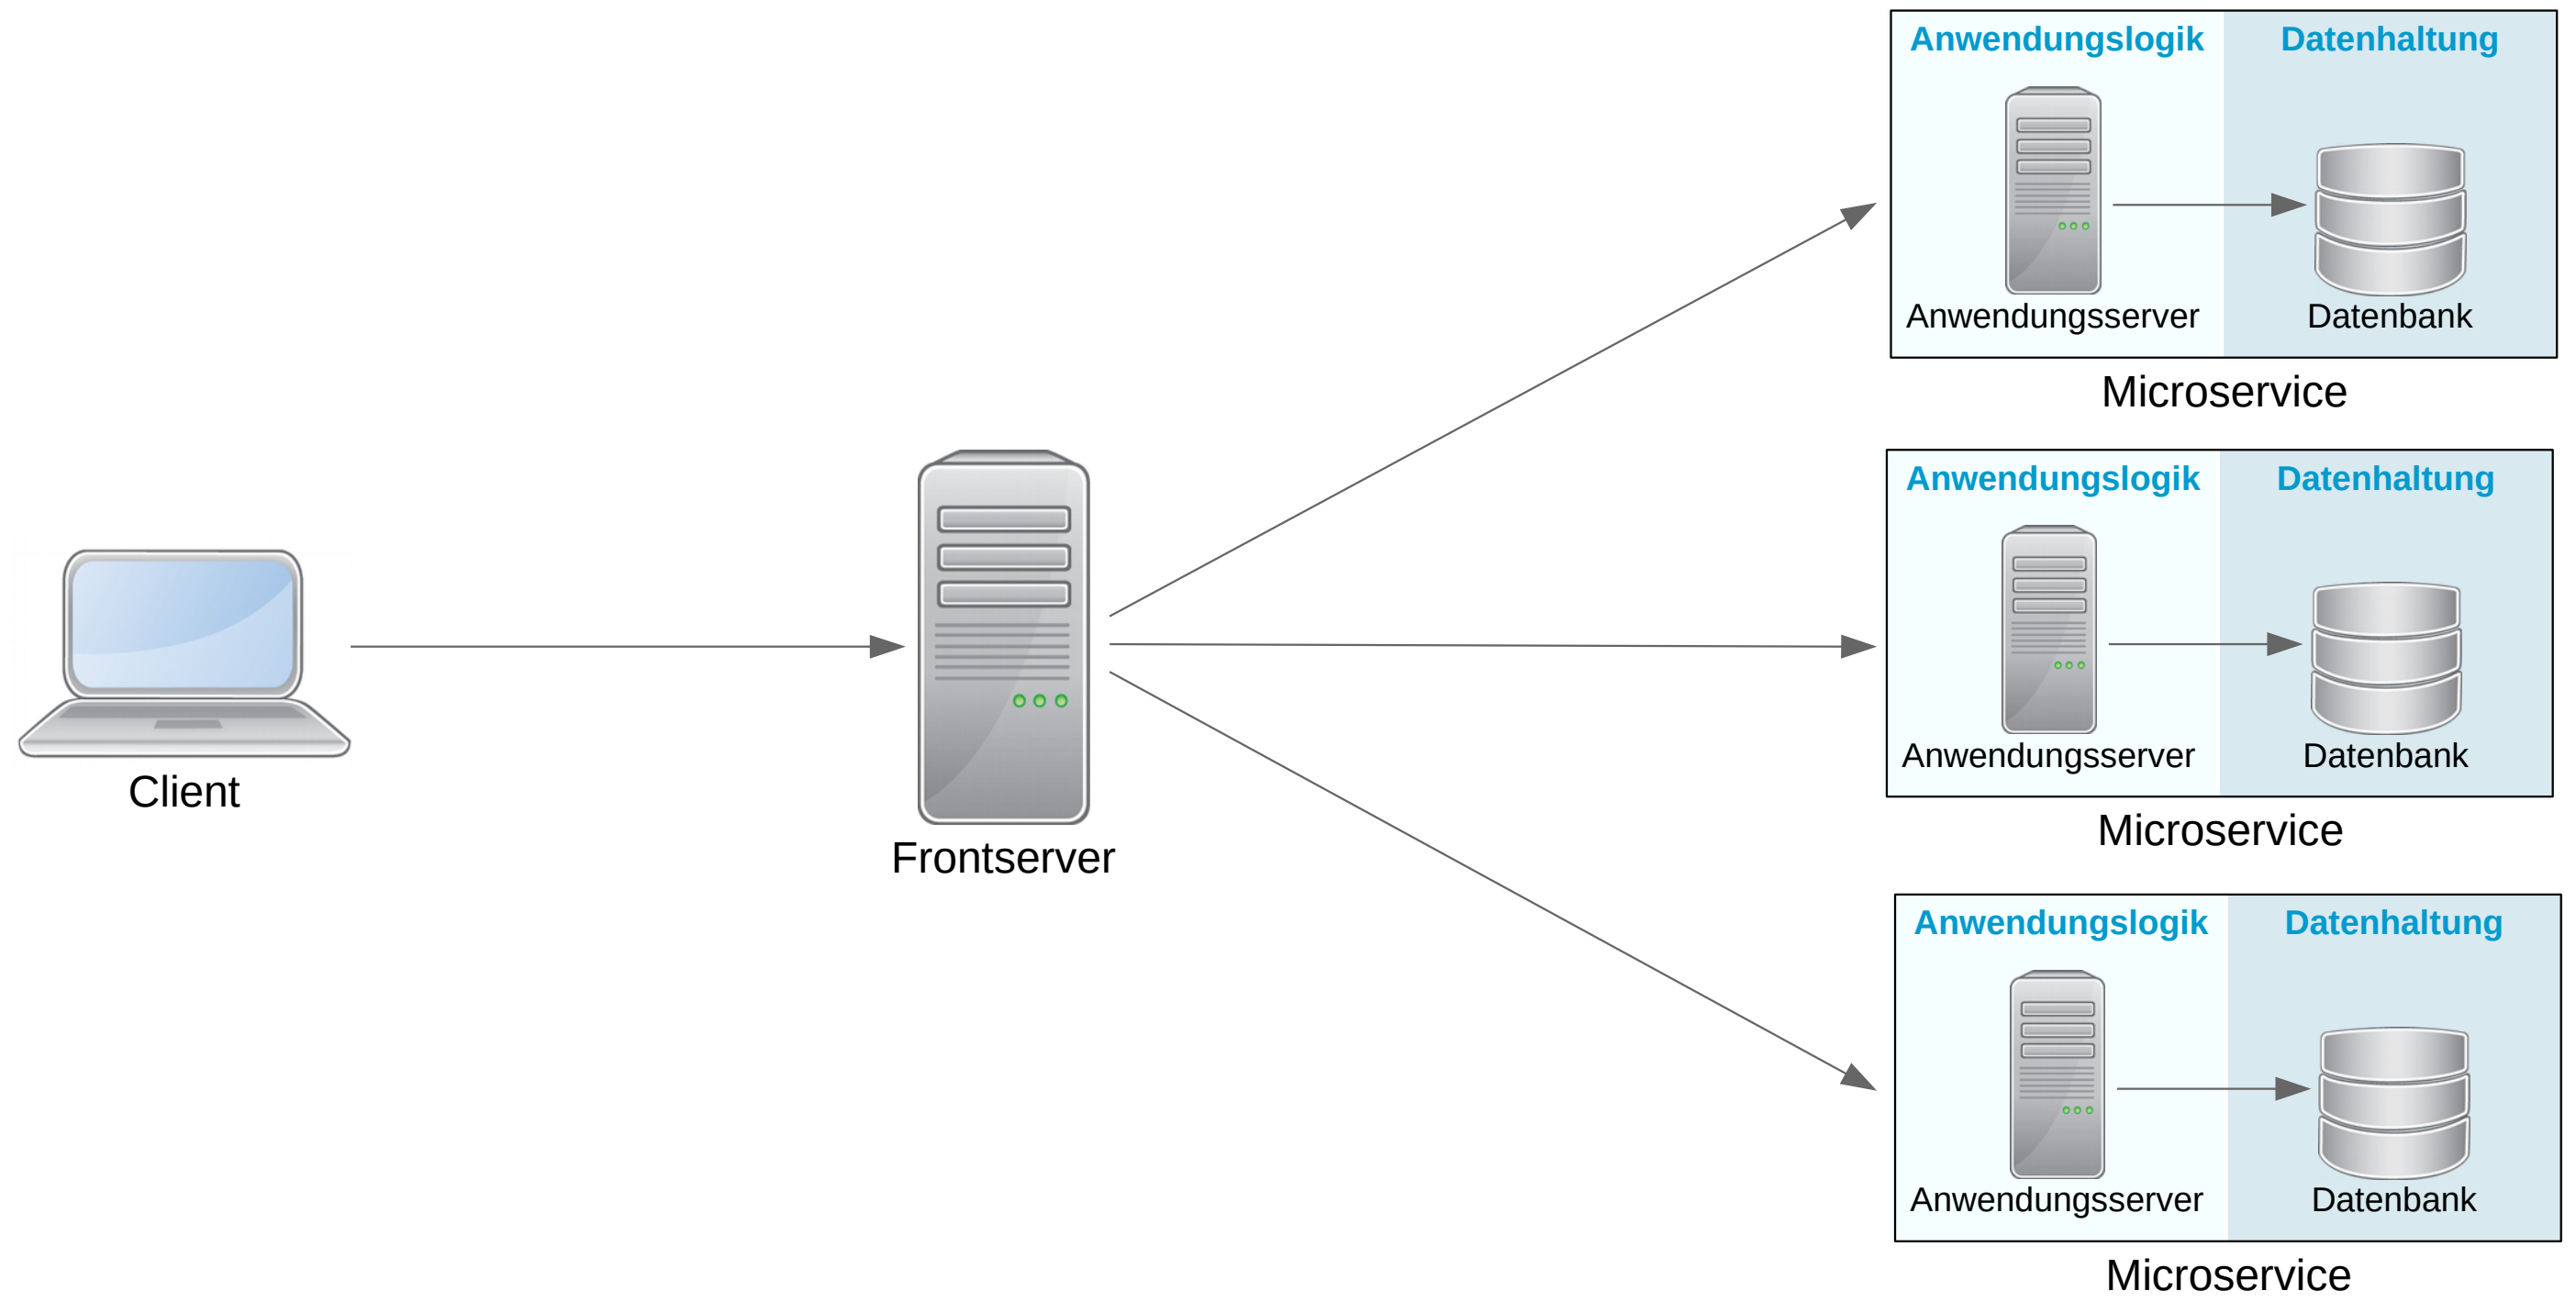 Anwendungslogik
Datenhaltung
Anwendungsserver
Datenbank
Microservice
Client
Frontserver
Anwendungslogik
Datenhaltung
Anwendungsserver
Datenbank
Microservice
Anwendungslogik
Datenhaltung
Anwendungsserver
Datenbank
Microservice